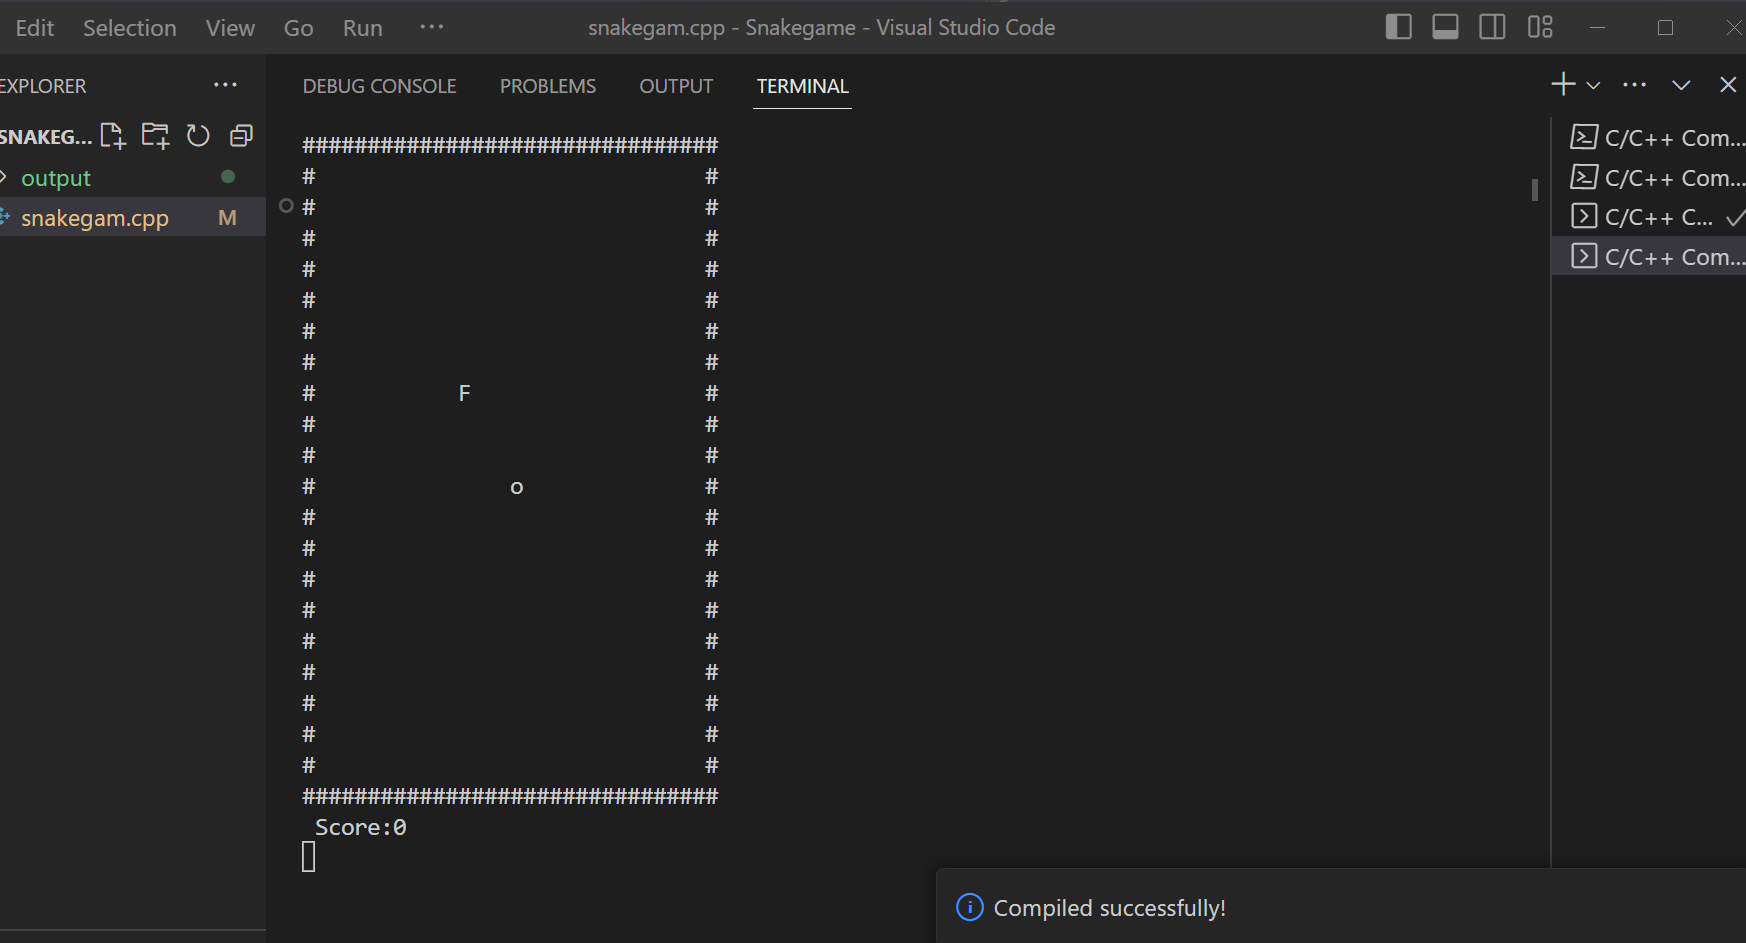 Edit Selection View Go Run ··· snakegam.cpp - Snakegame - Visual Studio Code
EXPLORER ···
SNAKEG...
output
snakegam.cpp M
DEBUG CONSOLE PROBLEMS OUTPUT TERMINAL
################################
#                              #
#                              #
#                              #
#                              #
#                              #
#                              #
#                              #
#           F                  #
#                              #
#                              #
#               o              #
#                              #
#                              #
#                              #
#                              #
#                              #
#                              #
#                              #
#                              #
#                              #
################################
Score:0
C/C++ Com...
C/C++ Com...
C/C++ C...
C/C++ Com...
Compiled successfully!